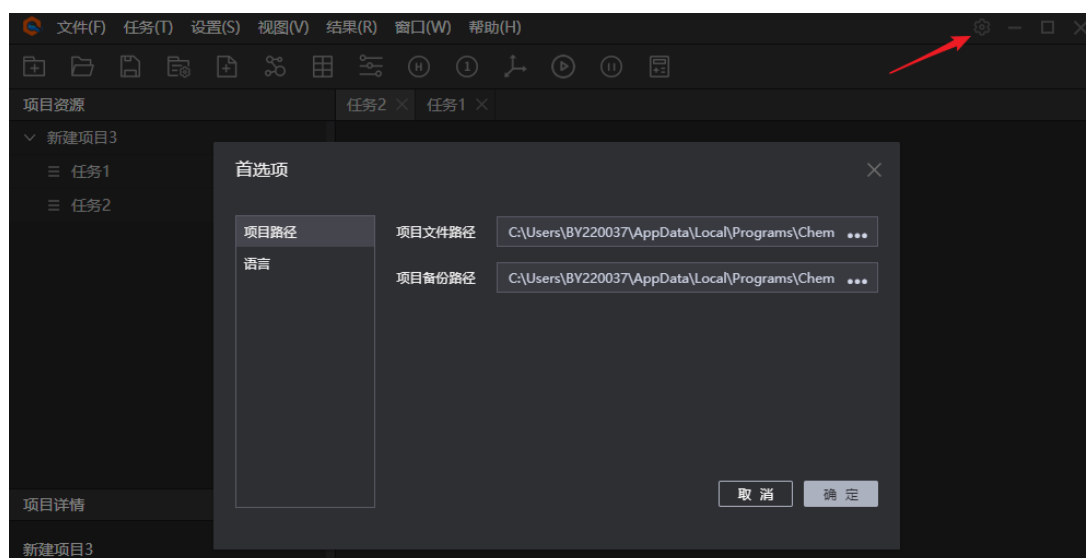 文件(F) 任务(T) 设置(S) 视图(V) 结果(R) 窗口(W) 帮助(H)
项目资源
任务2 任务1
新建项目3
任务1
任务2
首选项
项目路径
语言
项目文件路径 C:\Users\BY220037\AppData\Local\Programs\Chem
项目备份路径 C:\Users\BY220037\AppData\Local\Programs\Chem
取 消 确 定
项目详情
新建项目3